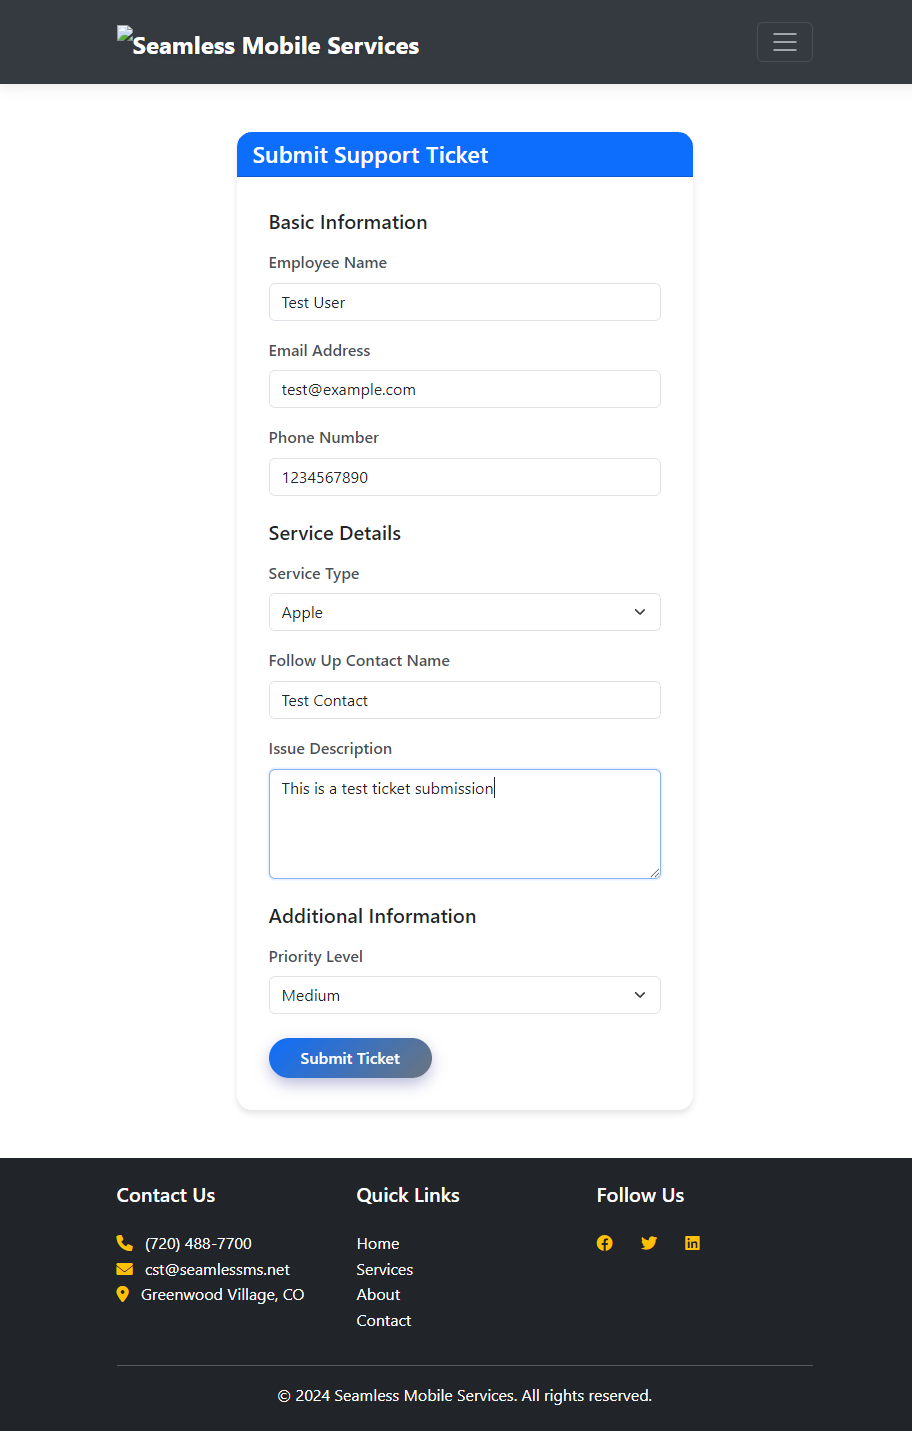 Seamless Mobile Services
Submit Support Ticket
Basic Information
Employee Name
Test User
Email Address
test@example.com
Phone Number
1234567890
Service Details
Service Type
Apple
Follow Up Contact Name
Test Contact
Issue Description
This is a test ticket submission
Additional Information
Priority Level
Medium
Submit Ticket
Contact Us
(720) 488-7700
cst@seamlessms.net
Greenwood Village, CO
Quick Links
Home
Services
About
Contact
Follow Us
© 2024 Seamless Mobile Services. All rights reserved.